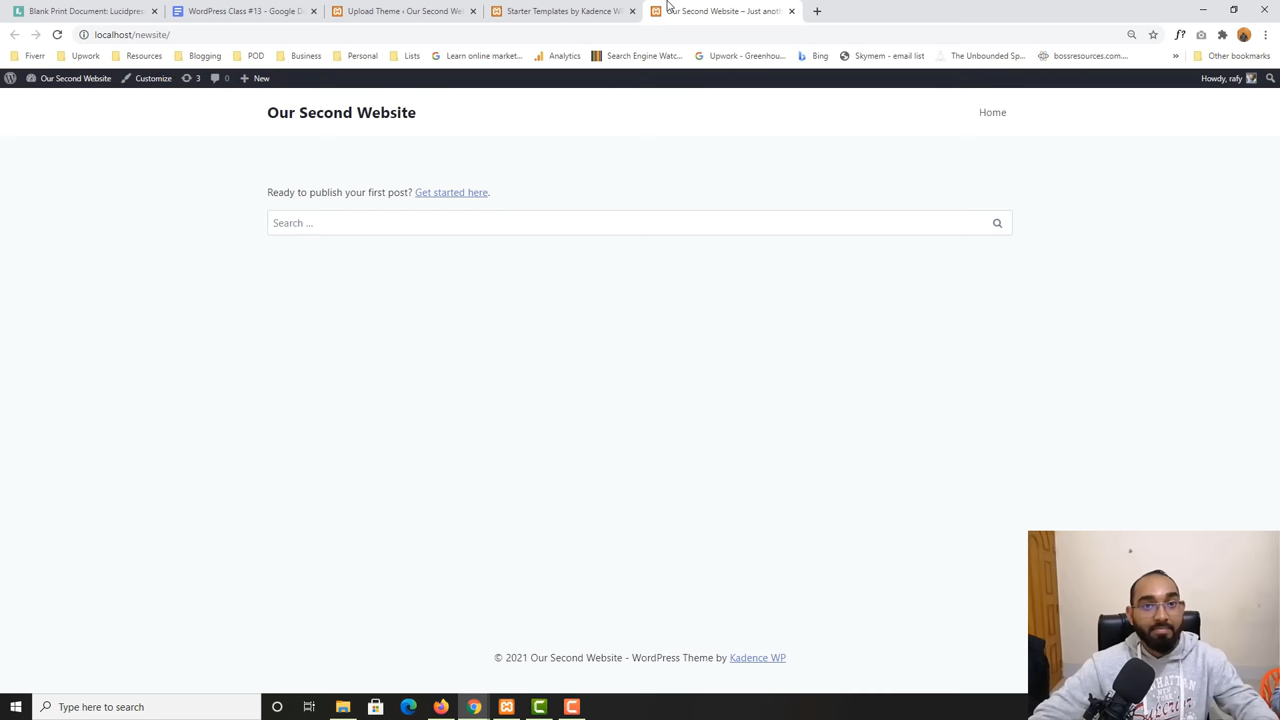 Blank Print Document: Lucidpres
WordPress Class #13 - Google D
Upload Theme ‹ Our Second Web
Starter Templates by Kadence W
Our Second Website – Just anoth
localhost/newsite/
Fiverr
Upwork
Resources
Blogging
POD
Business
Personal
Lists
Learn online market...
Analytics
Search Engine Watc...
Upwork - Greenhou...
Bing
Skymem - email list
The Unbounded Sp...
bossresources.com...
»
Other bookmarks
Our Second Website
Customize
3
0
New
Howdy, rafy
Our Second Website
Home
Ready to publish your first post? Get started here.
Search ...
© 2021 Our Second Website - WordPress Theme by Kadence WP
Type here to search